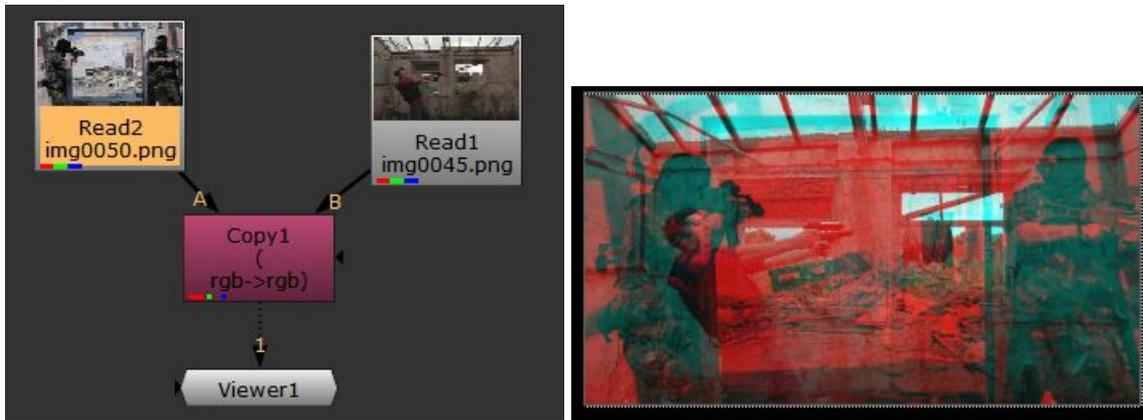 Read2
img0050.png
Read1
img0045.png
A
B
Copy1
(
rgb->rgb)
1
Viewer1